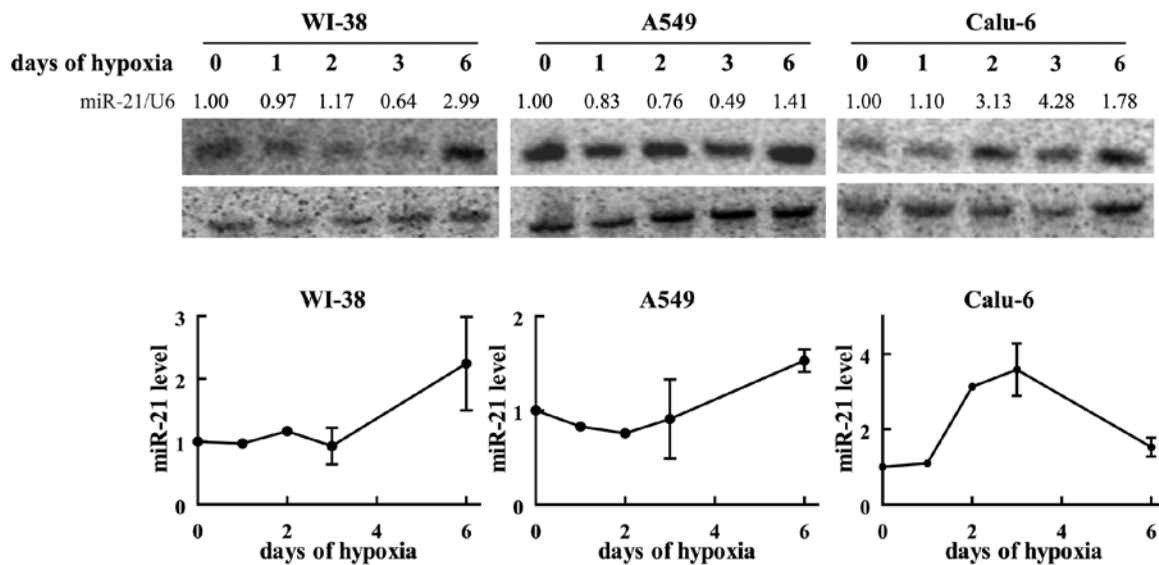 WI-38 A549 Calu-6
days of hypoxia 0 1 2 3 6 0 1 2 3 6 0 1 2 3 6
miR-21/U6 1.00 0.97 1.17 0.64 2.99 1.00 0.83 0.76 0.49 1.41 1.00 1.10 3.13 4.28 1.78
WI-38
3
2
1
0
miR-21 level
0 2 4 6
days of hypoxia
A549
2
1
0
miR-21 level
0 2 4 6
days of hypoxia
Calu-6
4
2
0
miR-21 level
0 2 4 6
days of hypoxia